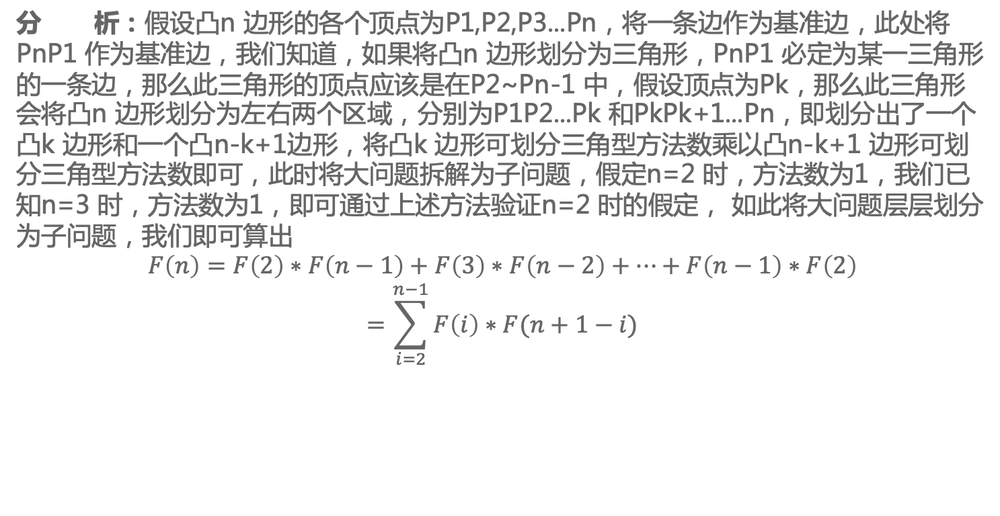 分 析：假设凸n 边形的各个顶点为P1,P2,P3...Pn，将一条边作为基准边，此处将
PnP1 作为基准边，我们知道，如果将凸n 边形划分为三角形，PnP1 必定为某一三角形
的一条边，那么此三角形的顶点应该是在P2~Pn-1 中，假设顶点为Pk，那么此三角形
会将凸n 边形划分为左右两个区域，分别为P1P2...Pk 和PkPk+1...Pn，即划分出了一个
凸k 边形和一个凸n-k+1边形，将凸k 边形可划分三角型方法数乘以凸n-k+1 边形可划
分三角型方法数即可，此时将大问题拆解为子问题，假定n=2 时，方法数为1，我们已
知n=3 时，方法数为1，即可通过上述方法验证n=2 时的假定， 如此将大问题层层划分
为子问题，我们即可算出
F(n) = F(2) * F(n − 1) + F(3) * F(n − 2) + ⋯ + F(n − 1) * F(2)
n−1
= ∑ F(i) * F(n + 1 − i)
i=2